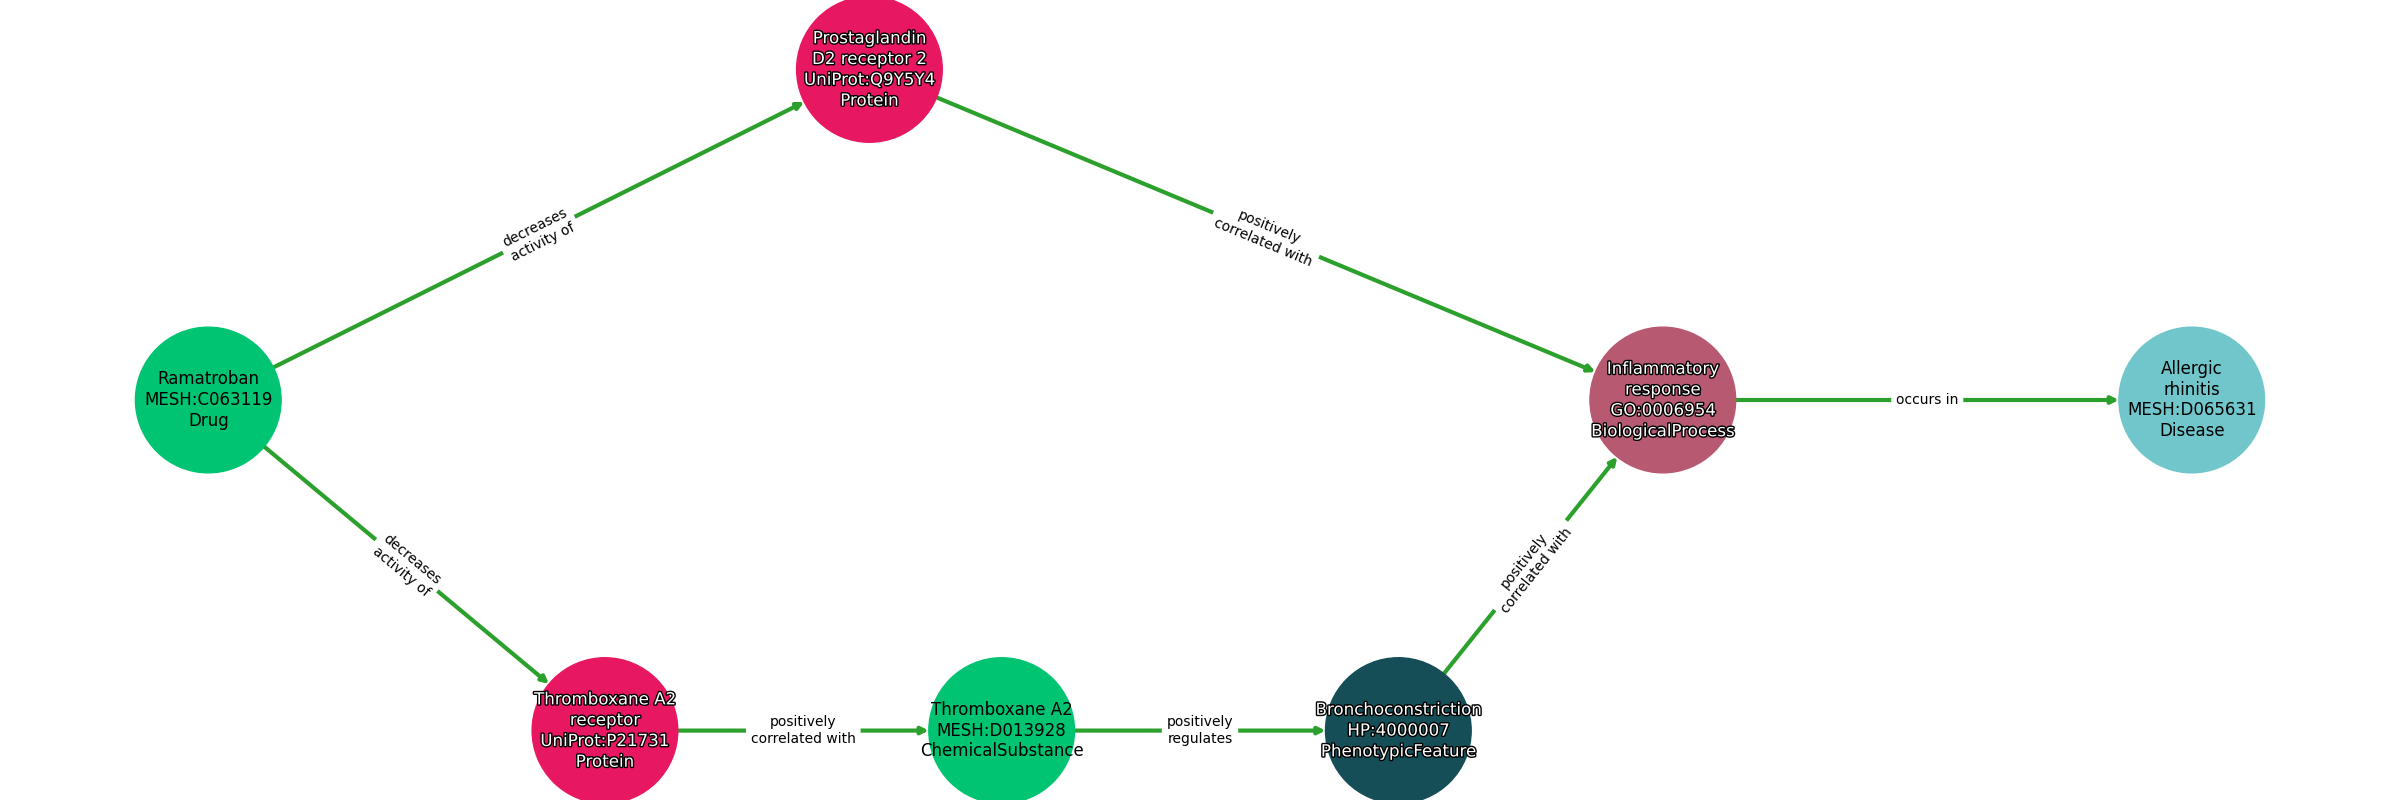 Prostaglandin
D2 receptor 2
UniProt:Q9Y5Y4
Protein
decreases
activity of
positively
correlated with
Ramatroban
MESH:C063119
Drug
Inflammatory
response
GO:0006954
BiologicalProcess
occurs in
Allergic
rhinitis
MESH:D065631
Disease
decreases
activity of
positively
correlated with
Thromboxane A2
receptor
UniProt:P21731
Protein
positively
correlated with
Thromboxane A2
MESH:D013928
ChemicalSubstance
positively
regulates
Bronchoconstriction
HP:4000007
PhenotypicFeature